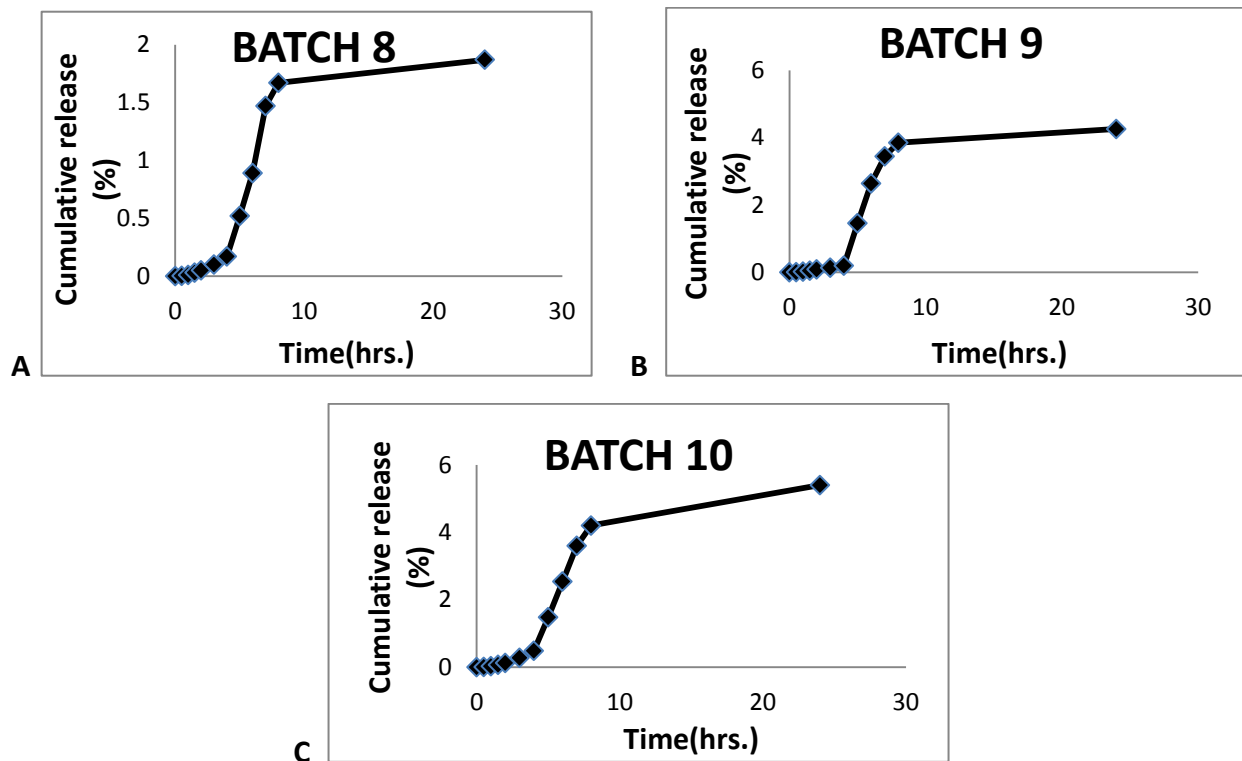 BATCH 8
Cumulative release
(%)
2
1.5
1
0.5
0
0 10 20 30
Time(hrs.)
A
BATCH 9
Cumulative release
(%)
6
4
2
0
0 10 20 30
Time(hrs.)
B
BATCH 10
Cumulative release
(%)
6
4
2
0
0 10 20 30
Time(hrs.)
C